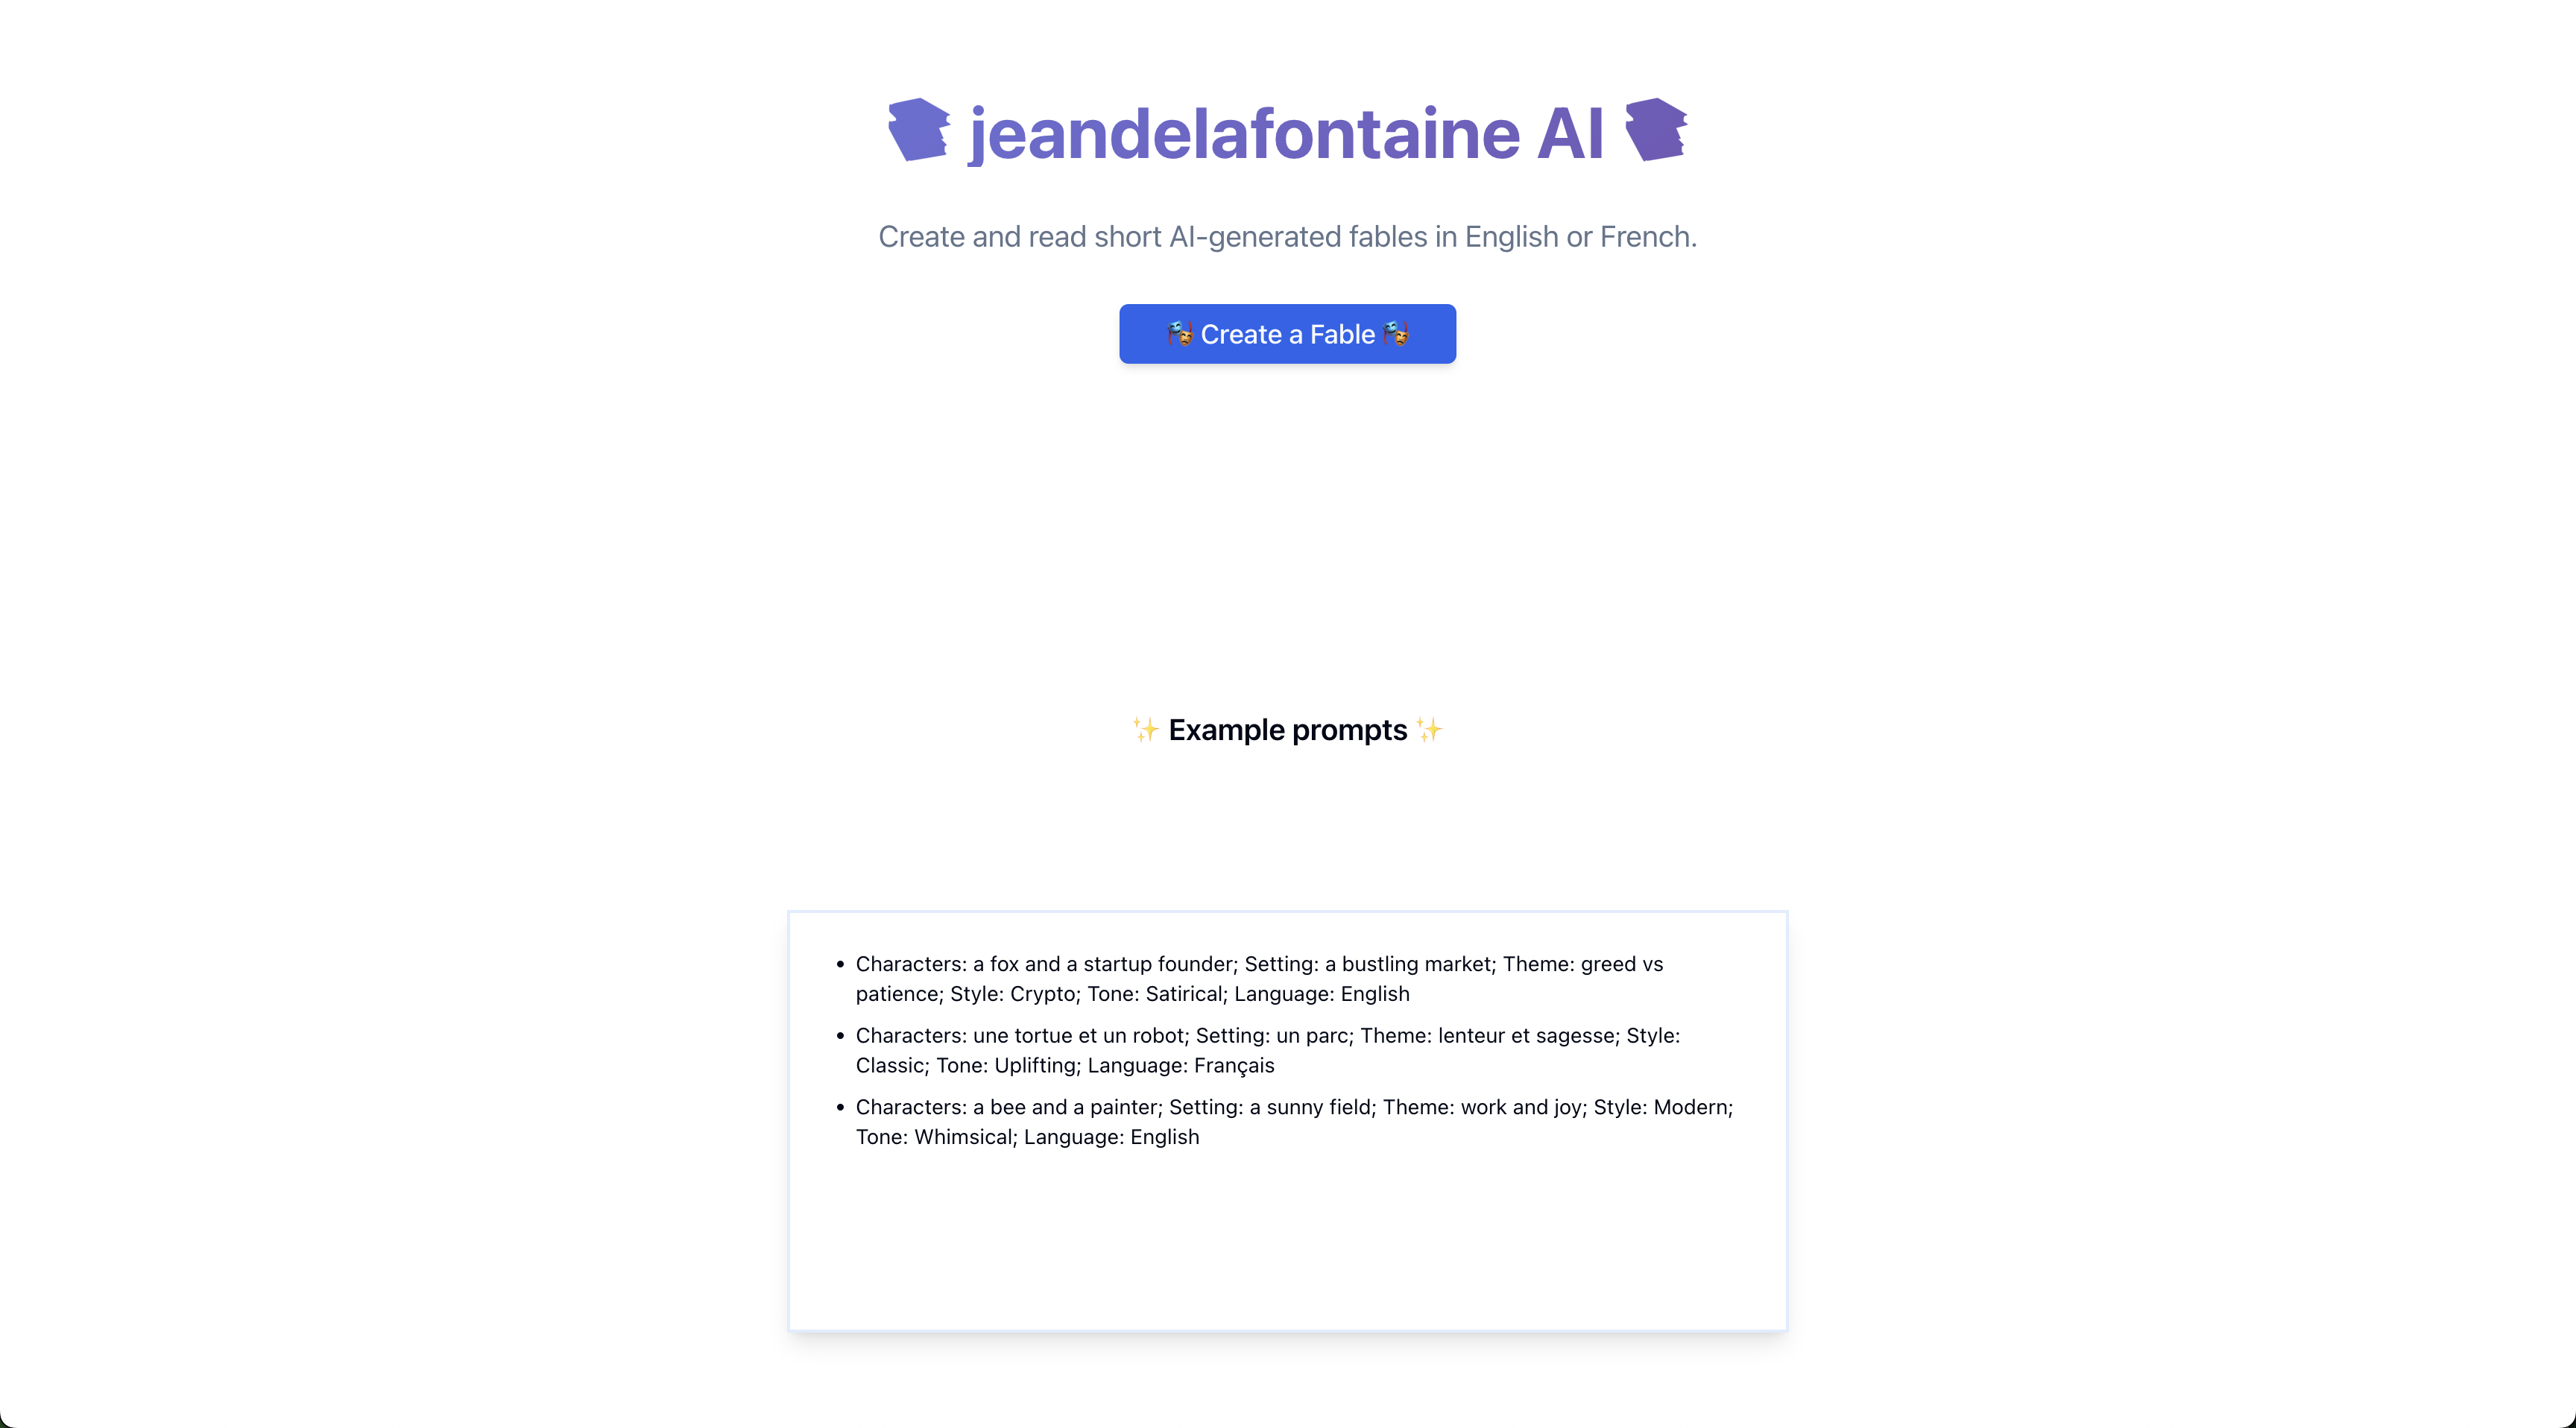 jeandelafontaine AI
Create and read short AI-generated fables in English or French.
🎭 Create a Fable 🎭
✨ Example prompts ✨
• Characters: a fox and a startup founder; Setting: a bustling market; Theme: greed vs
patience; Style: Crypto; Tone: Satirical; Language: English
• Characters: une tortue et un robot; Setting: un parc; Theme: lenteur et sagesse; Style:
Classic; Tone: Uplifting; Language: Français
• Characters: a bee and a painter; Setting: a sunny field; Theme: work and joy; Style: Modern;
Tone: Whimsical; Language: English